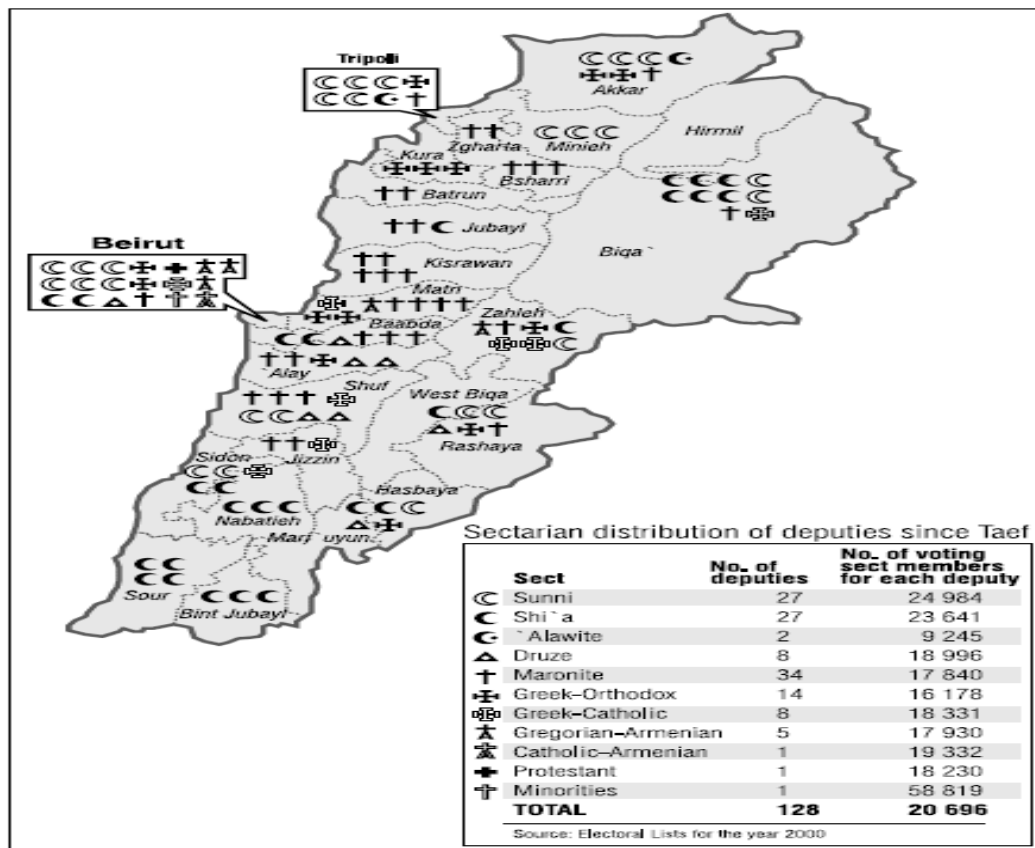 Tripoli
Akkar
Zgharta
Minieh
Hirmil
Kura
Bsharri
Batrun
Jubayl
Beirut
Biqa`
Kisrawan
Matn
Zahleh
Baabda
Alay
Shuf
West Biqa
Rashaya
Sidon
Jizzin
Hasbaya
Nabatieh
Marj uyun
Sour
Bint Jubayl
Sectarian distribution of deputies since Taef
Sect No. of deputies No. of voting sect members for each deputy
Sunni 27 24 984
Shi`a 27 23 641
`Alawite 2 9 245
Druze 8 18 996
Maronite 34 17 840
Greek–Orthodox 14 16 178
Greek–Catholic 8 18 331
Gregorian–Armenian 5 17 930
Catholic–Armenian 1 19 332
Protestant 1 18 230
Minorities 1 58 819
TOTAL 128 20 696
Source: Electoral Lists for the year 2000